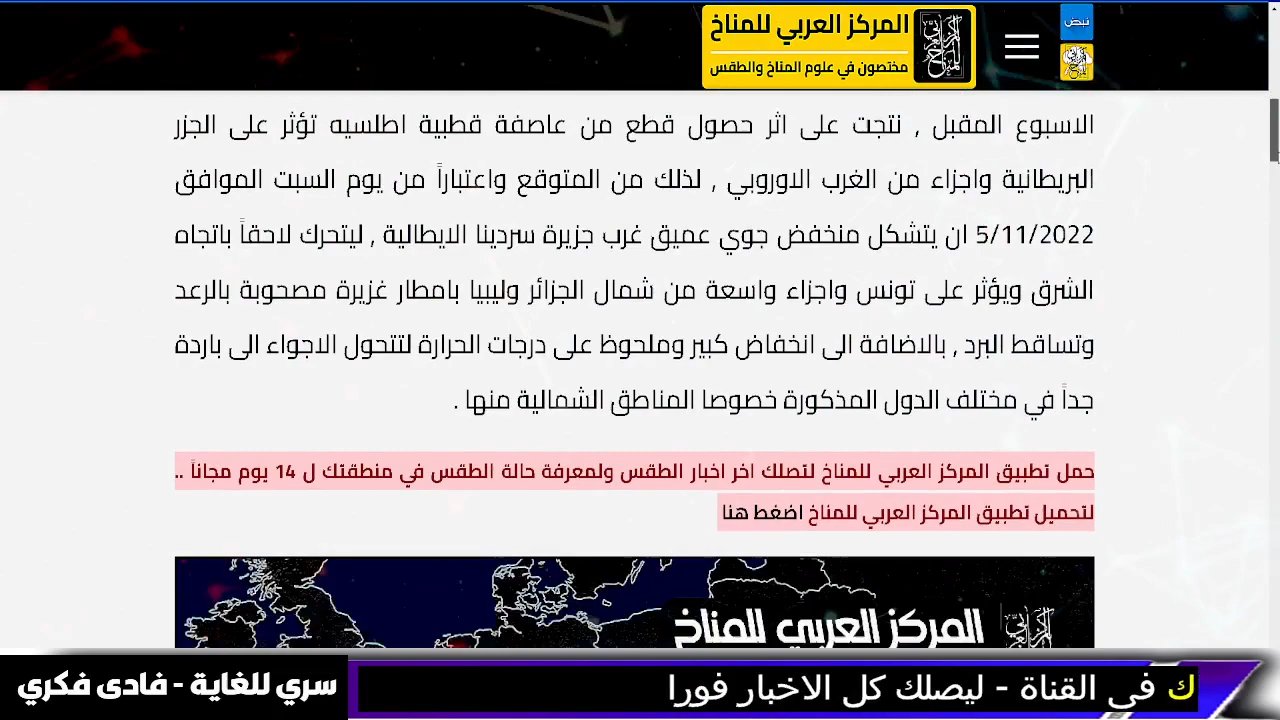 المركز العربي للمناخ
مختصون في علوم المناخ والطقس
نبض
الاسبوع المقبل , نتجت على اثر حصول قطع من عاصفة قطبية اطلسيه تؤثر على الجزر
البريطانية واجزاء من الغرب الاوروبي , لذلك من المتوقع واعتباراً من يوم السبت الموافق
5/11/2022 ان يتشكل منخفض جوي عميق غرب جزيرة سردينا الايطالية , ليتحرك لاحقاً باتجاه
الشرق ويؤثر على تونس واجزاء واسعة من شمال الجزائر وليبيا بامطار غزيرة مصحوبة بالرعد
وتساقط البرد , بالاضافة الى انخفاض كبير وملحوظ على درجات الحرارة لتتحول الاجواء الى باردة
جداً في مختلف الدول المذكورة خصوصا المناطق الشمالية منها .
حمل تطبيق المركز العربي للمناخ لتصلك اخر اخبار الطقس ولمعرفة حالة الطقس في منطقتك ل 14 يوم مجاناً ..
لتحميل تطبيق المركز العربي للمناخ اضغط هنا
المركز العربي للمناخ
ك في القناة - ليصلك كل الاخبار فورا
سري للغاية - فادى فكري